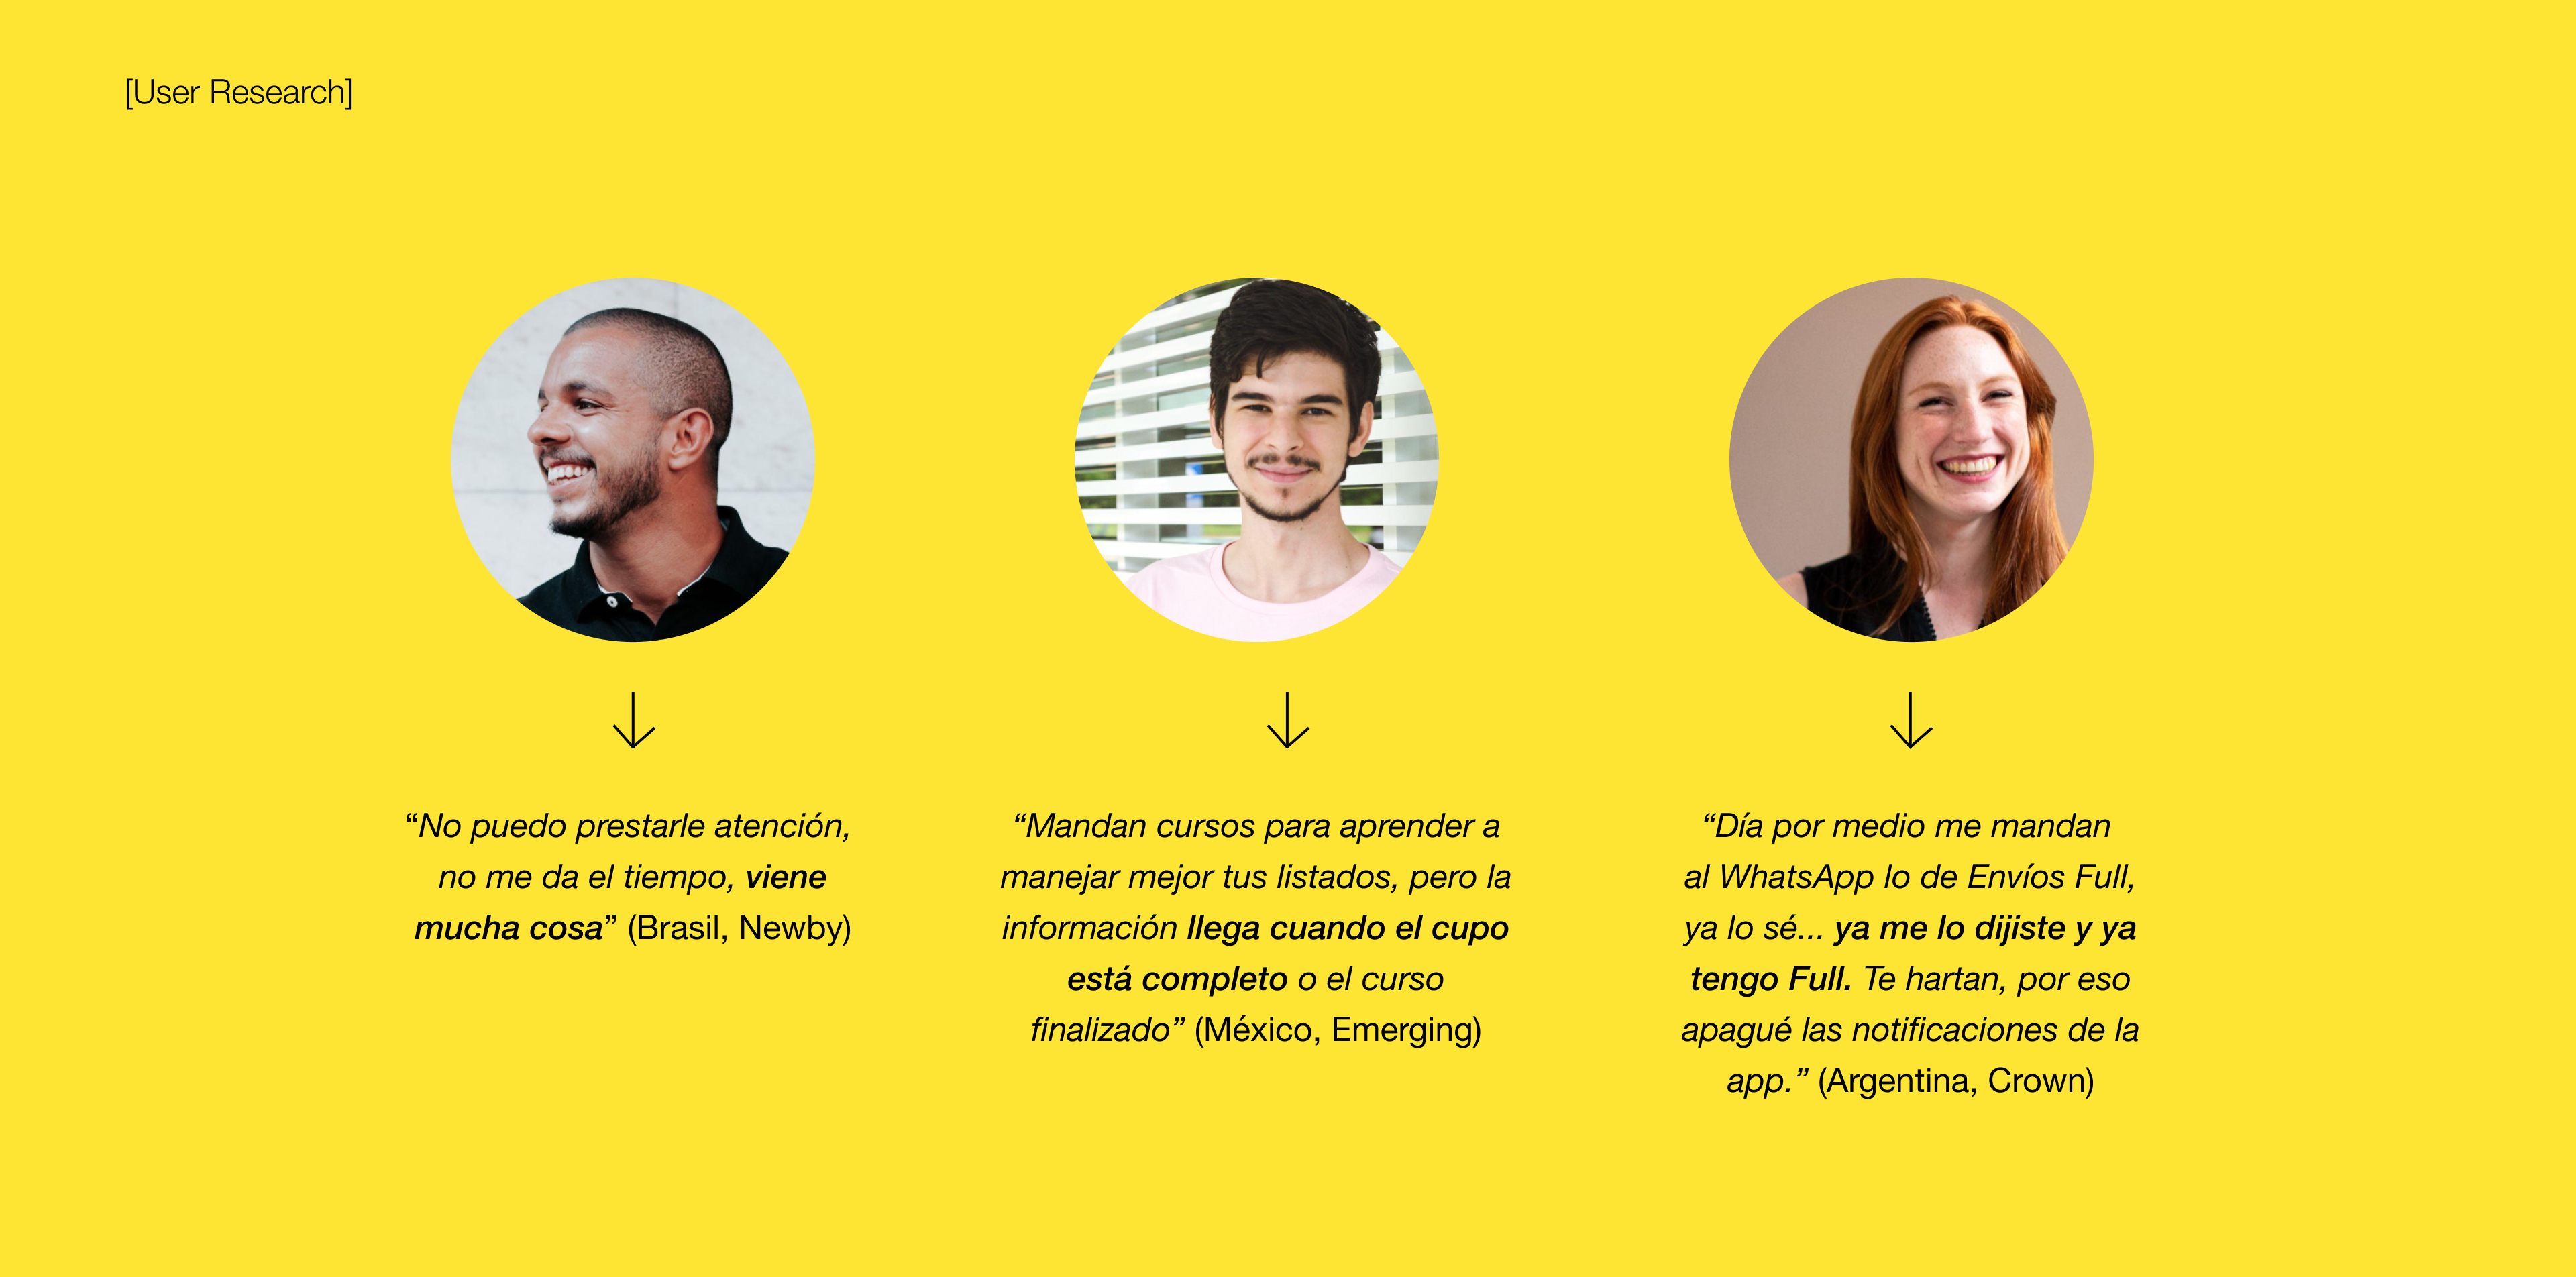 [User Research]
“No puedo prestarle atención,
no me da el tiempo, viene
mucha cosa” (Brasil, Newby)
“Mandan cursos para aprender a
manejar mejor tus listados, pero la
información llega cuando el cupo
está completo o el curso
finalizado” (México, Emerging)
“Día por medio me mandan
al WhatsApp lo de Envíos Full,
ya lo sé... ya me lo dijiste y ya
tengo Full. Te hartan, por eso
apagué las notificaciones de la
app.” (Argentina, Crown)